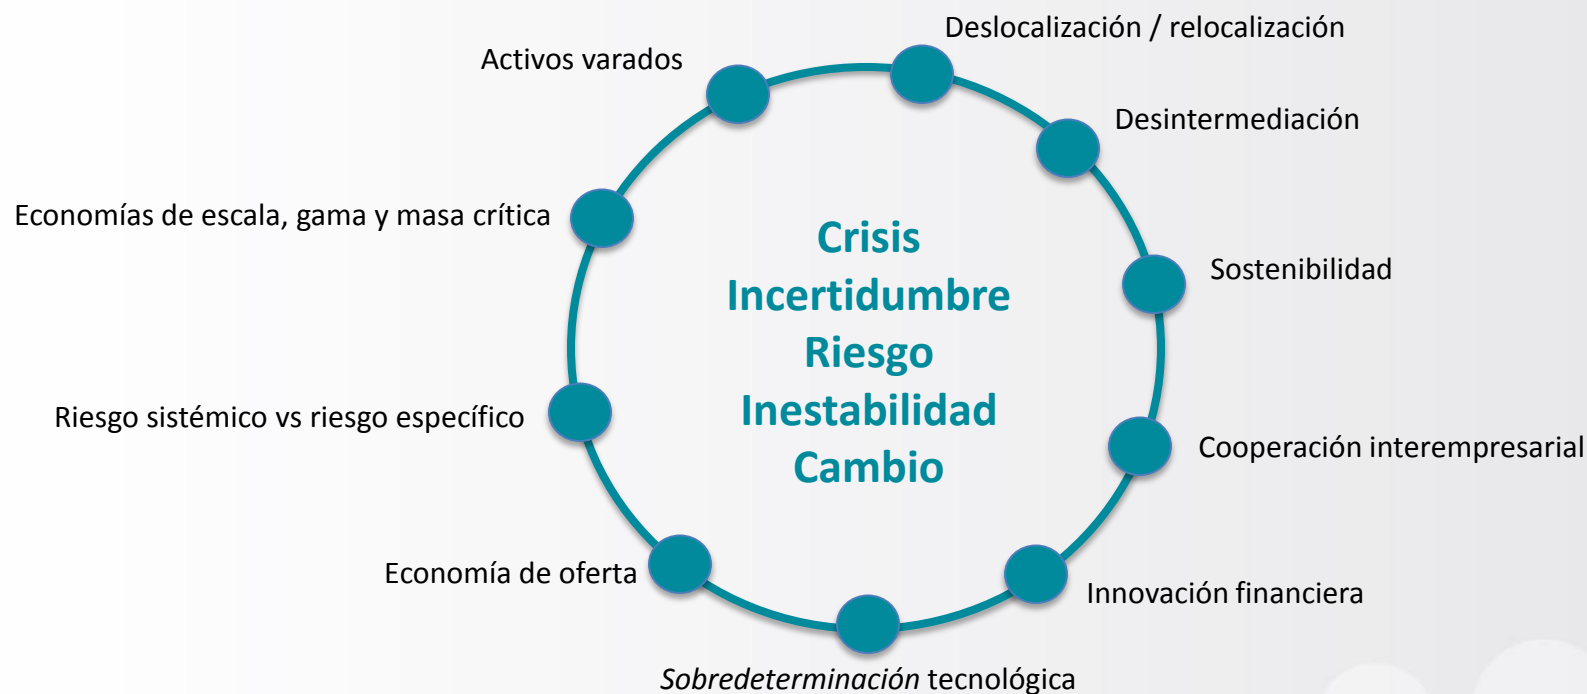 Deslocalización / relocalización
Activos varados
Desintermediación
Economías de escala, gama y masa crítica
Crisis
Incertidumbre
Riesgo
Inestabilidad
Cambio
Sostenibilidad
Riesgo sistémico vs riesgo específico
Cooperación interempresarial
Economía de oferta
Innovación financiera
Sobredeterminación tecnológica